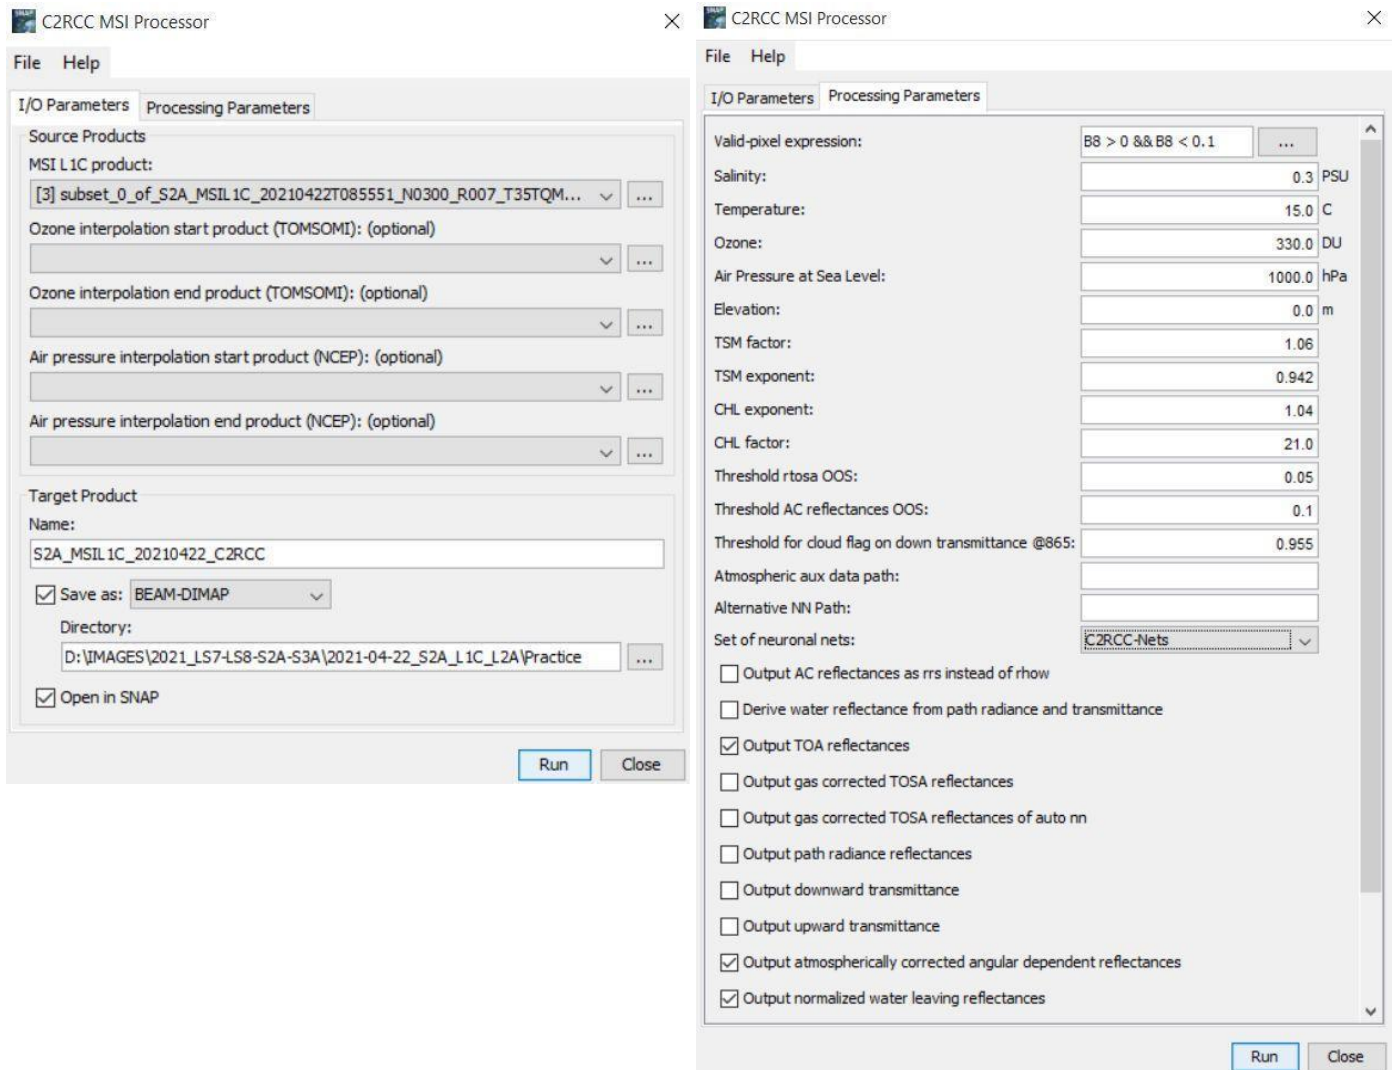 C2RCC MSI Processor
File Help
I/O Parameters Processing Parameters
Source Products
MSI L1C product:
[3] subset_0_of_S2A_MSIL1C_20210422T085551_N0300_R007_T35TQM... ...
Ozone interpolation start product (TOMSOMI): (optional)
...
Ozone interpolation end product (TOMSOMI): (optional)
...
Air pressure interpolation start product (NCEP): (optional)
...
Air pressure interpolation end product (NCEP): (optional)
...
Target Product
Name:
S2A_MSIL1C_20210422_C2RCC
Save as: BEAM-DIMAP
Directory:
D:\IMAGES\2021_LS7-LS8-S2A-S3A\2021-04-22_S2A_L1C_L2A\Practice ...
Open in SNAP
Run Close
C2RCC MSI Processor
File Help
I/O Parameters Processing Parameters
Valid-pixel expression: B8 > 0 && B8 < 0.1 ...
Salinity: 0.3 PSU
Temperature: 15.0 C
Ozone: 330.0 DU
Air Pressure at Sea Level: 1000.0 hPa
Elevation: 0.0 m
TSM factor: 1.06
TSM exponent: 0.942
CHL exponent: 1.04
CHL factor: 21.0
Threshold rtosa OOS: 0.05
Threshold AC reflectances OOS: 0.1
Threshold for cloud flag on down transmittance @865: 0.955
Atmospheric aux data path:
Alternative NN Path:
Set of neuronal nets: C2RCC-Nets
Output AC reflectances as rrs instead of rhow
Derive water reflectance from path radiance and transmittance
Output TOA reflectances
Output gas corrected TOSA reflectances
Output gas corrected TOSA reflectances of auto nn
Output path radiance reflectances
Output downward transmittance
Output upward transmittance
Output atmospherically corrected angular dependent reflectances
Output normalized water leaving reflectances
Run Close